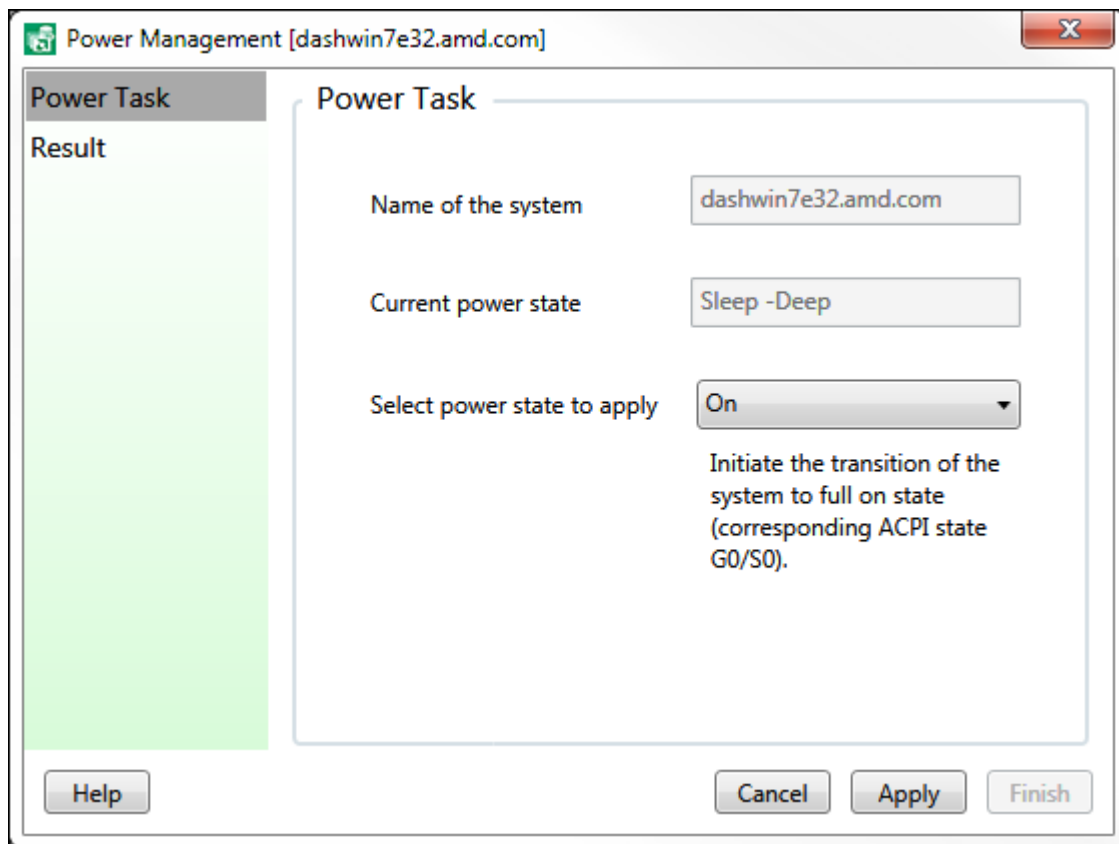 Power Management [dashwin7e32.amd.com]
x
Power Task
Result
Power Task
Name of the system
dashwin7e32.amd.com
Current power state
Sleep -Deep
Select power state to apply
On
Initiate the transition of the
system to full on state
(corresponding ACPI state
G0/S0).
Help
Cancel
Apply
Finish